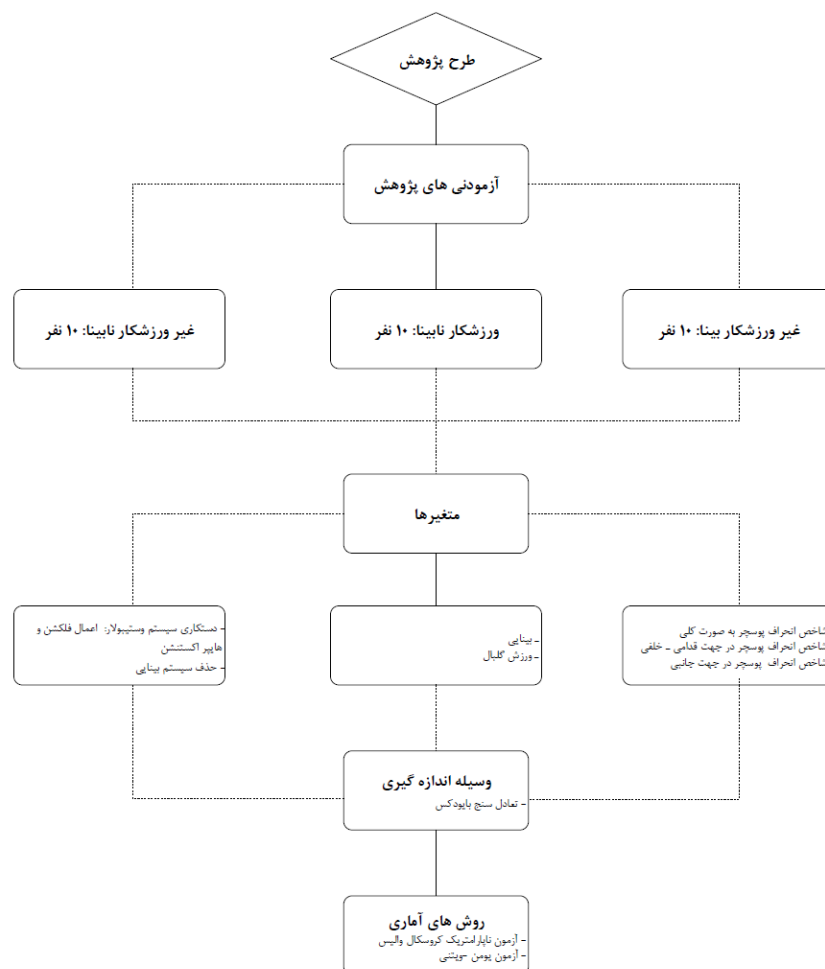 طرح پژوهش
آزمودنی های پژوهش
غیر ورزشکار بینا: ۱۰ نفر
ورزشکار نابینا: ۱۰ نفر
غیر ورزشکار نابینا: ۱۰ نفر
متغیرها
شاخص انحراف پوسچر به صورت کلی
شاخص انحراف پوسچر در جهت قدامی ـ خلفی
شاخص انحراف پوسچر در جهت جانبی
ـ بینایی
ـ ورزش گلبال
- دستکاری سیستم وستیبولار: اعمال فلکشن و
هایپر اکستنشن
- حذف سیستم بینایی
وسیله اندازه گیری
- تعادل سنج بایودکس
روش های آماری
- آزمون ناپارامتریک کروسکال والیس
- آزمون یومن -ویتنی